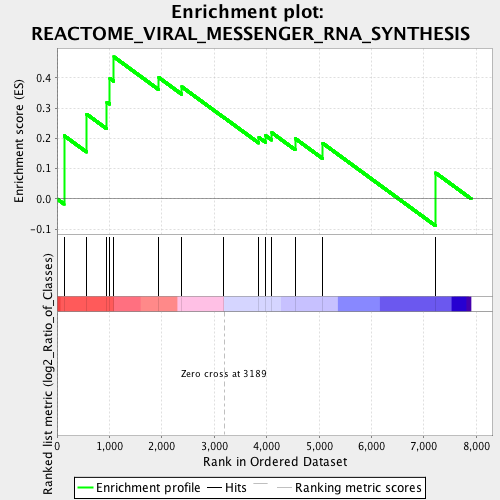 Enrichment plot:
REACTOME_VIRAL_MESSENGER_RNA_SYNTHESIS
Enrichment score (ES)
0.4
0.3
0.2
0.1
0.0
-0.1
Ranked list metric (log2_Ratio_of_Classes)
Zero cross at 3189
0 1,000 2,000 3,000 4,000 5,000 6,000 7,000 8,000
Rank in Ordered Dataset
Enrichment profile Hits Ranking metric scores